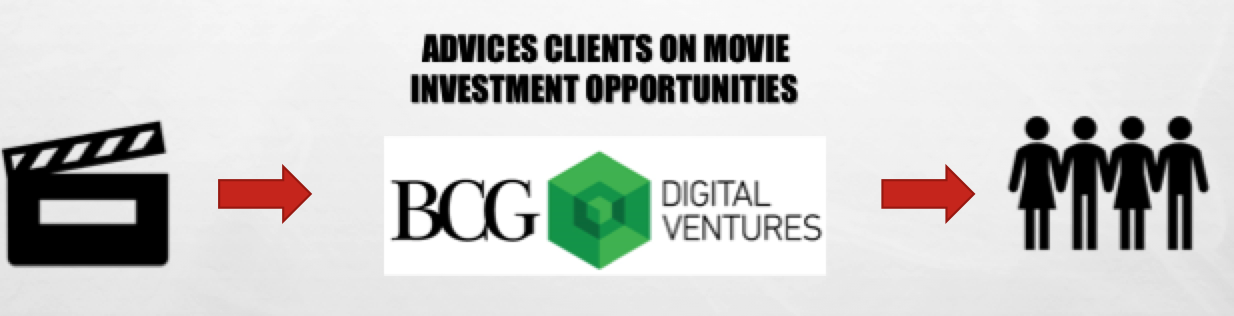 ADVICES CLIENTS ON MOVIE
INVESTMENT OPPORTUNITIES
BCG DIGITAL
VENTURES